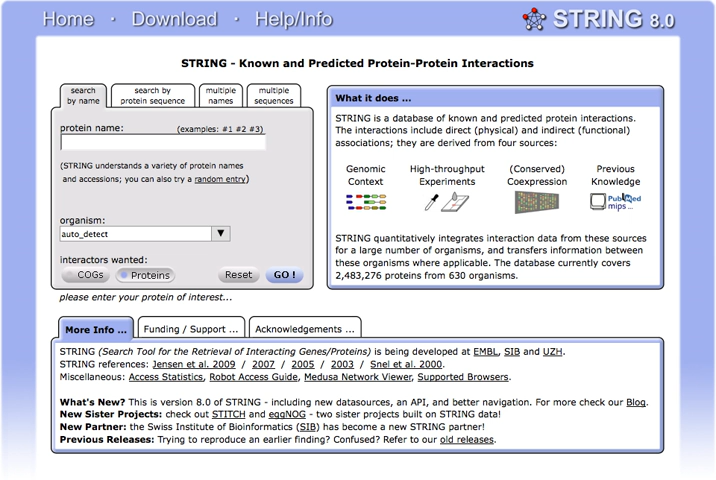 Home · Download · Help/Info
STRING 8.0
STRING - Known and Predicted Protein-Protein Interactions
search by name
search by protein sequence
multiple names
multiple sequences
protein name: (examples: #1 #2 #3)
(STRING understands a variety of protein names
and accessions; you can also try a random entry)
organism:
auto_detect
interactors wanted:
COGs Proteins Reset GO !
please enter your protein of interest...
What it does ...
STRING is a database of known and predicted protein interactions.
The interactions include direct (physical) and indirect (functional)
associations; they are derived from four sources:
Genomic Context
High-throughput Experiments
(Conserved) Coexpression
Previous Knowledge
PubMed
mips...
STRING quantitatively integrates interaction data from these sources
for a large number of organisms, and transfers information between
these organisms where applicable. The database currently covers
2,483,276 proteins from 630 organisms.
More Info ... Funding / Support ... Acknowledgements ...
STRING (Search Tool for the Retrieval of Interacting Genes/Proteins) is being developed at EMBL, SIB and UZH.
STRING references: Jensen et al. 2009 / 2007 / 2005 / 2003 / Snel et al. 2000.
Miscellaneous: Access Statistics, Robot Access Guide, Medusa Network Viewer, Supported Browsers.
What's New? This is version 8.0 of STRING - including new datasources, an API, and better navigation. For more check our Blog.
New Sister Projects: check out STITCH and eggNOG - two sister projects built on STRING data!
New Partner: the Swiss Institute of Bioinformatics (SIB) has become a new STRING partner!
Previous Releases: Trying to reproduce an earlier finding? Confused? Refer to our old releases.